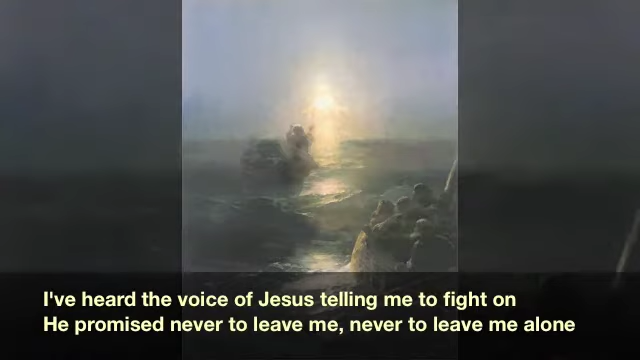 I've heard the voice of Jesus telling me to fight on
He promised never to leave me, never to leave me alone